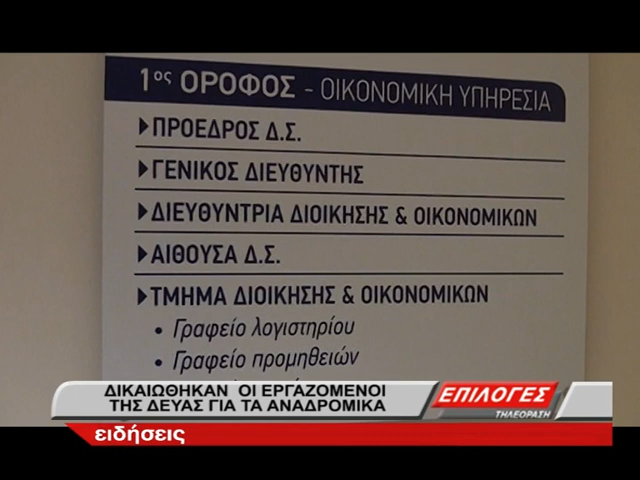 1ος ΟΡΟΦΟΣ - ΟΙΚΟΝΟΜΙΚΗ ΥΠΗΡΕΣΙΑ
ΠΡΟΕΔΡΟΣ Δ.Σ.
ΓΕΝΙΚΟΣ ΔΙΕΥΘΥΝΤΗΣ
ΔΙΕΥΘΥΝΤΡΙΑ ΔΙΟΙΚΗΣΗΣ & ΟΙΚΟΝΟΜΙΚΩΝ
ΑΙΘΟΥΣΑ Δ.Σ.
ΤΜΗΜΑ ΔΙΟΙΚΗΣΗΣ & ΟΙΚΟΝΟΜΙΚΩΝ
• Γραφείο λογιστηρίου
• Γραφείο προμηθειών
ΔΙΚΑΙΩΘΗΚΑΝ ΟΙ ΕΡΓΑΖΟΜΕΝΟΙ
ΤΗΣ ΔΕΥΑΣ ΓΙΑ ΤΑ ΑΝΑΔΡΟΜΙΚΑ
ΕΠΙΛΟΓΕΣ
ΤΗΛΕΟΡΑΣΗ
ειδήσεις